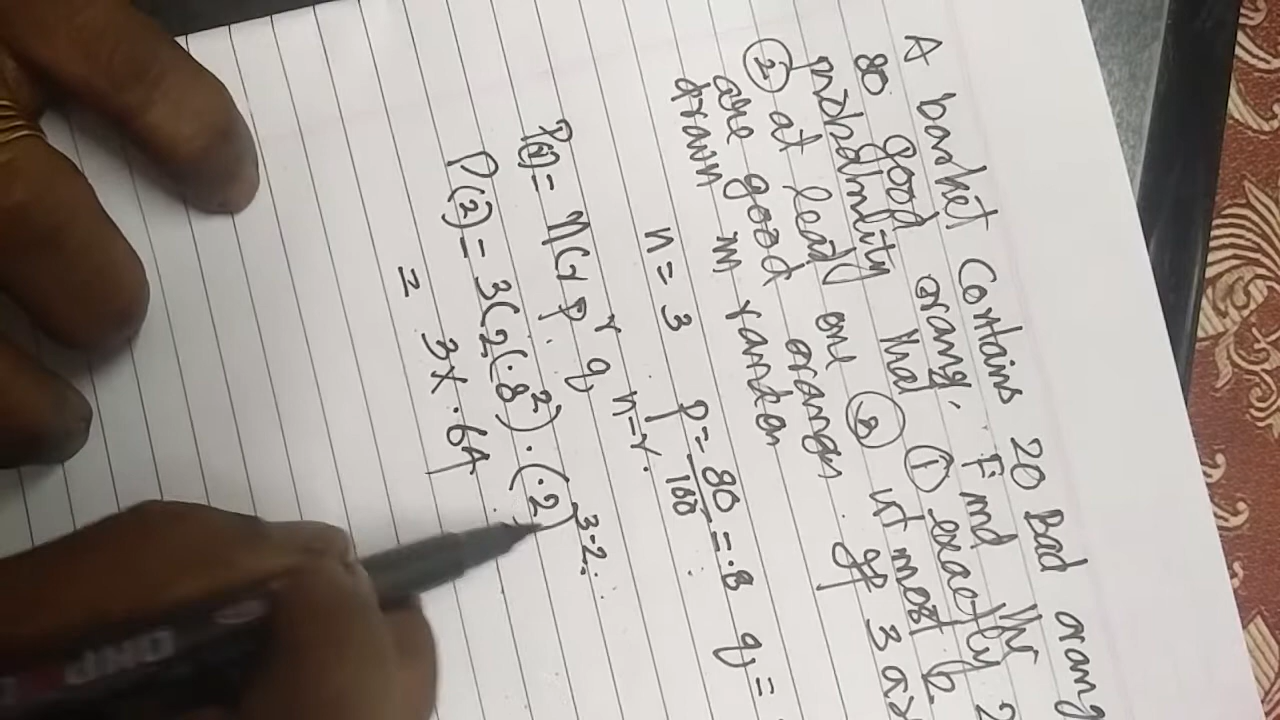 A basket Contains 20 Bad orang
80 good orang. Find the
probability that ① exactly 2
② at least one ③ at most 2
are good oranges if 3 ar
drawn in random
n = 3 p = 80/100 = .8 q =
P(r) = nCr p^r q^n-r.
P(2) = 3C2 (.8^2) . (.2)^3-2.
= 3 x .64
OHP